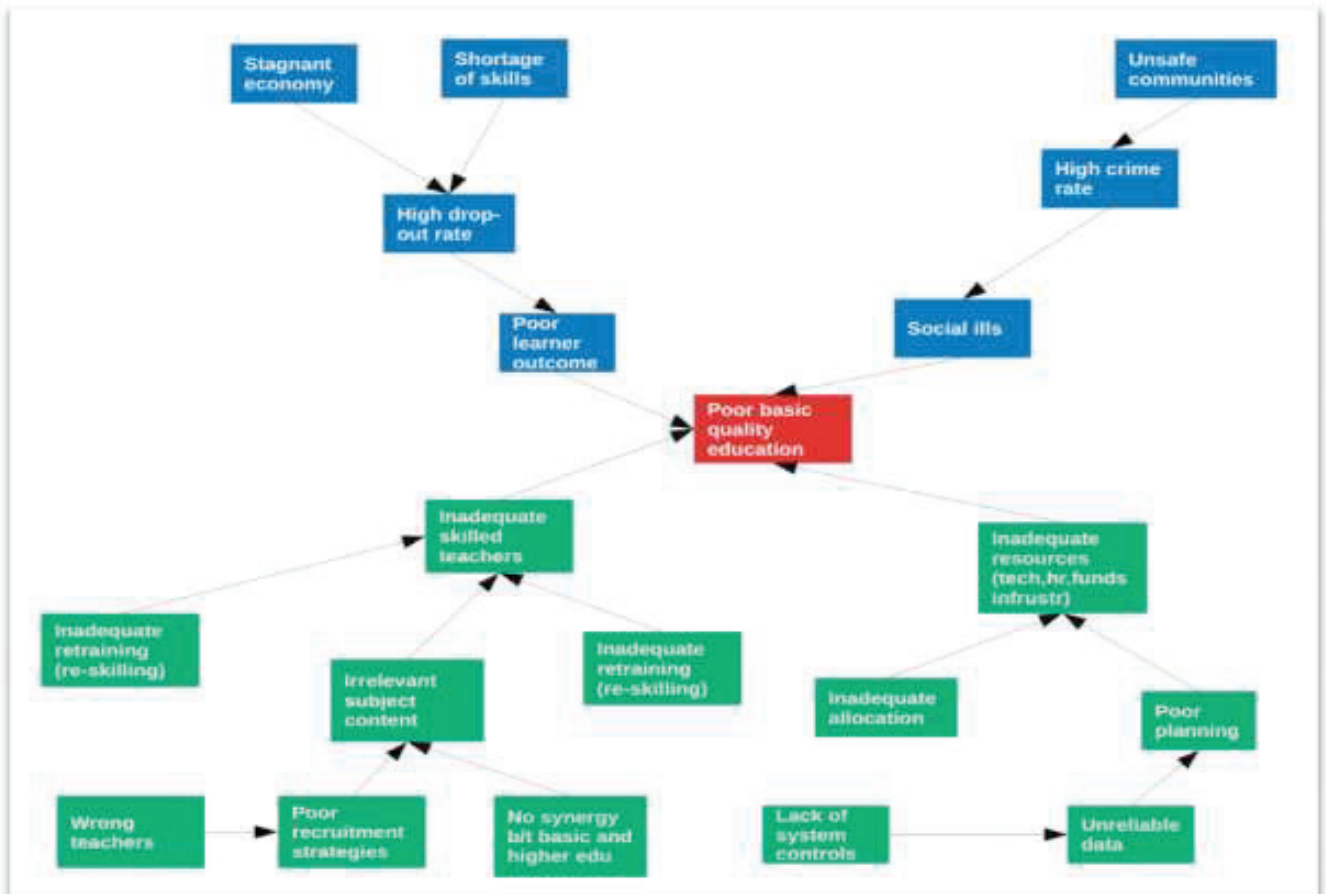 Stagnant
economy
Shortage
of skills
Unsafe
communities
High crime
rate
High drop-
out rate
Social ills
Poor
learner
outcome
Poor basic
quality
education
Inadequate
skilled
teachers
Inadequate
resources
(tech,hr,funds
infrustr)
Inadequate
retraining
(re-skilling)
Irrelevant
subject
content
Inadequate
retraining
(re-skilling)
Inadequate
allocation
Poor
planning
Wrong
teachers
Poor
recruitment
strategies
No synergy
b/t basic and
higher edu
Lack of
system
controls
Unreliable
data